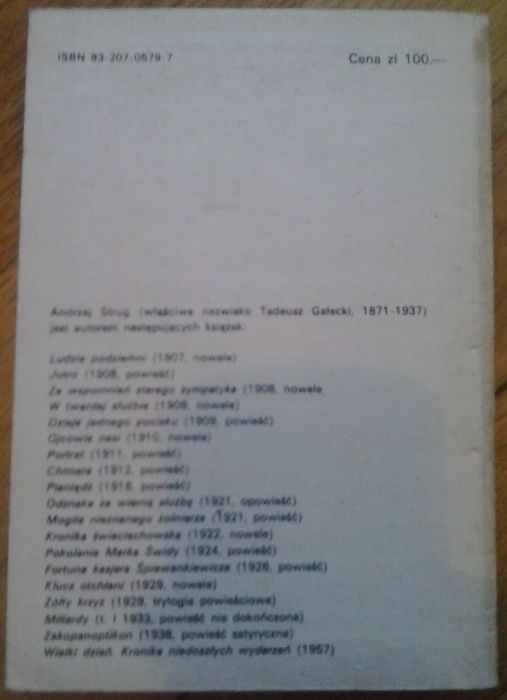 ISBN 83-207-0579-7
Cena zł 100.—
Andrzej Strug (właściwe nazwisko Tadeusz Gałecki, 1871-1937)
jest autorem następujących książek:
Ludzie podziemni (1907, nowele)
Jutro (1908, powieść)
Ze wspomnień starego sympatyka (1908, nowele
W twardej służbie (1909, nowela)
Dzieje jednego pocisku (1909, powieść)
Ojcowie nasi (1910, nowele)
Portret (1911, powieść)
Chimera (1912, powieść)
Pieniądz (1918, powieść)
Odznaka za wierną służbę (1921, opowieść)
Mogiła nieznanego żołnierza (1921, powieść)
Kronika świeciechowska (1922, nowele)
Pokolenie Marka Świdy (1924, powieść)
Fortuna kasjera Śpiewankiewicza (1926, powieść)
Klucz otchłani (1929, nowele)
Żółty krzyż (1929, trylogia powieściowa)
Miliardy (t. I 1933, powieść nie dokończona)
Zakopanoptikon (1938, powieść satyryczna)
Wielki dzień. Kronika niedoszłych wydarzeń (1957)